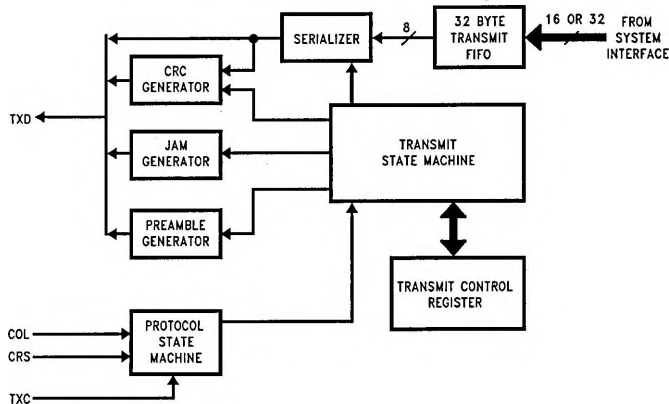 SERIALIZER
8
32 BYTE
TRANSMIT
FIFO
16 OR 32
FROM
SYSTEM
INTERFACE
CRC
GENERATOR
TXD
JAM
GENERATOR
TRANSMIT
STATE MACHINE
PREAMBLE
GENERATOR
TRANSMIT CONTROL
REGISTER
PROTOCOL
STATE
MACHINE
COL
CRS
TXC